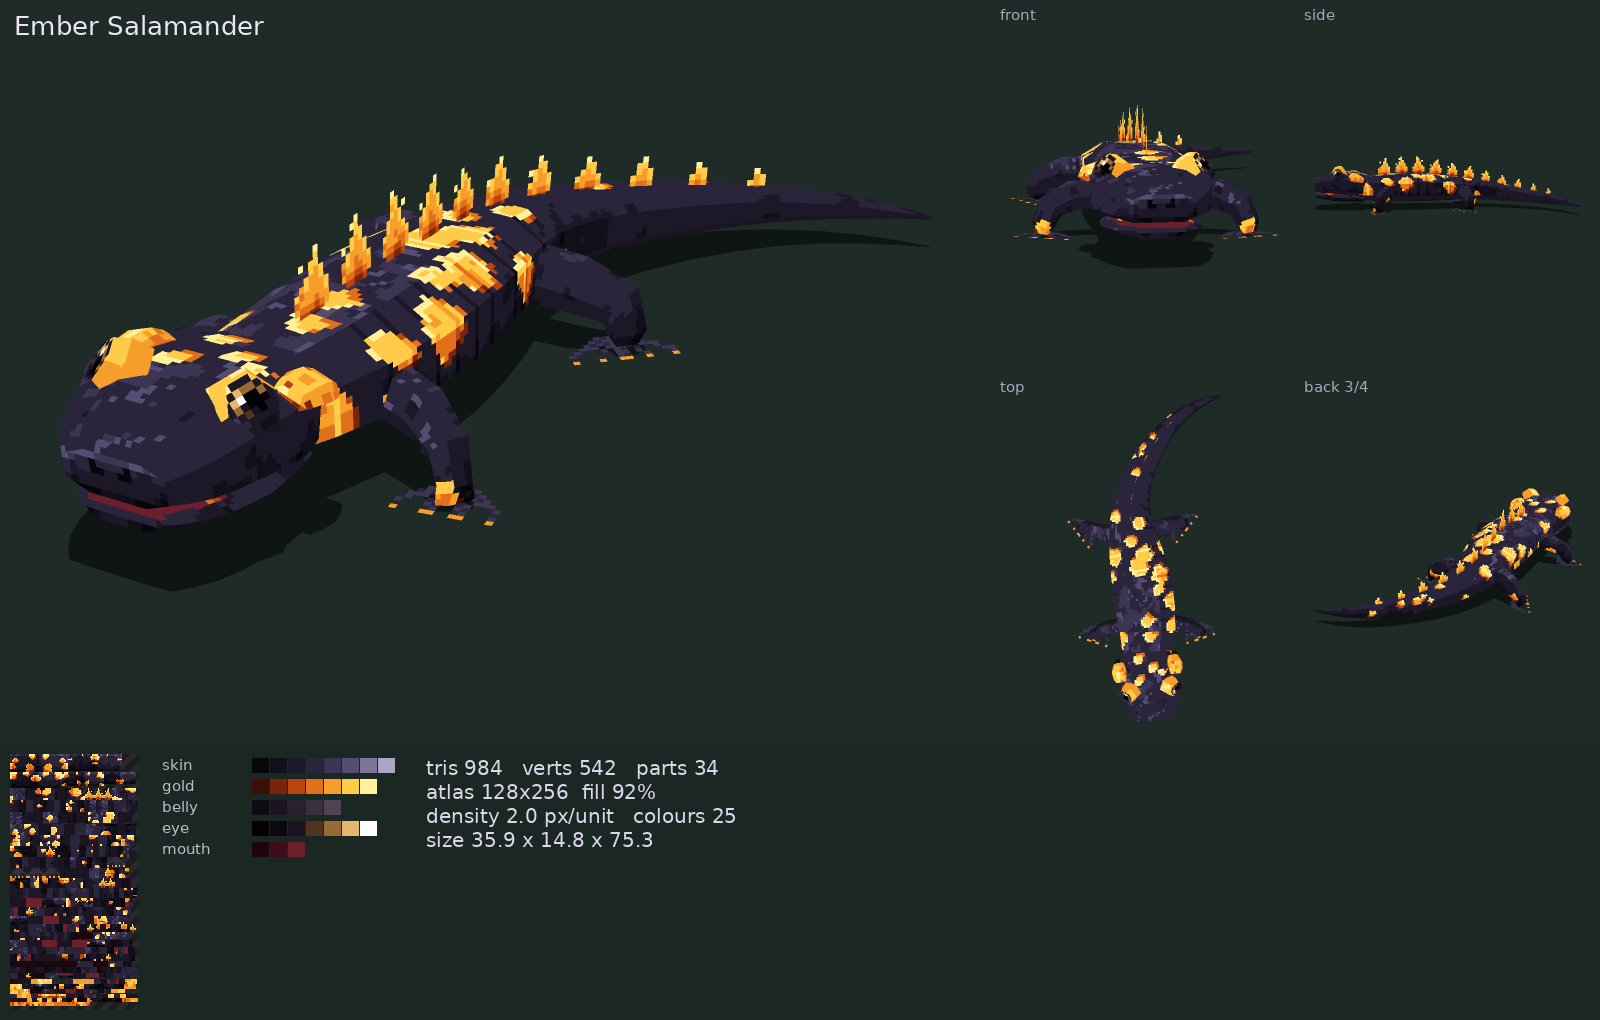 Ember Salamander
front
side
top
back 3/4
skin
gold
belly
eye
mouth
tris 984 verts 542 parts 34
atlas 128x256 fill 92%
density 2.0 px/unit colours 25
size 35.9 x 14.8 x 75.3